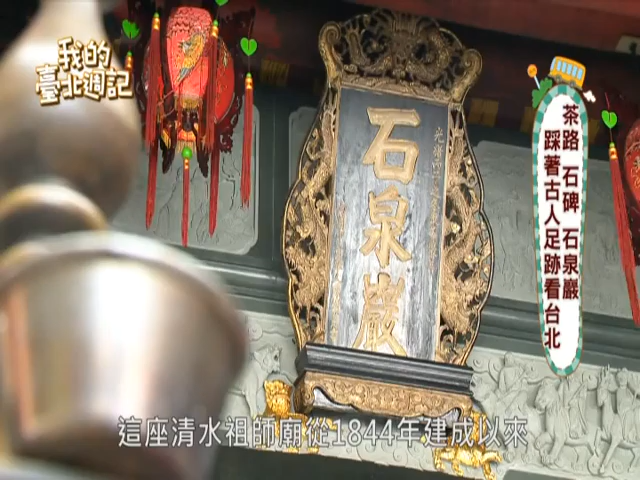 我的
臺北週記
茶路 石碑 石泉巖
踩著古人足跡看台北
石泉巖
這座清水祖師廟從1844年建成以來